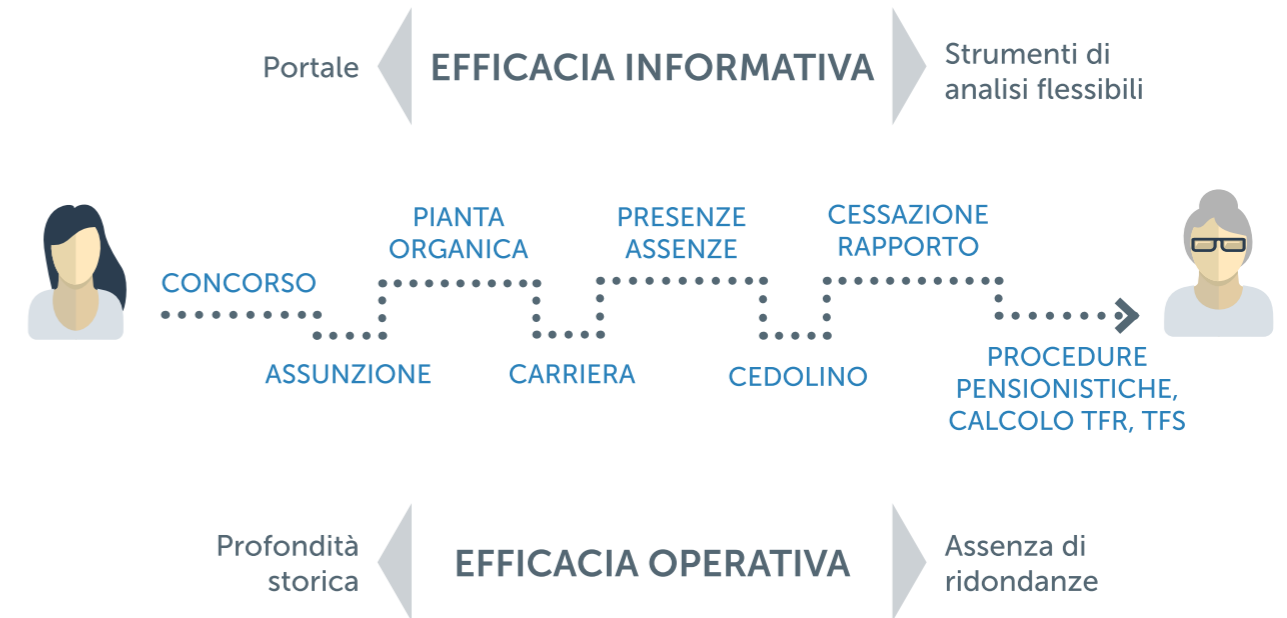 Portale
EFFICACIA INFORMATIVA
Strumenti di
analisi flessibili
CONCORSO
ASSUNZIONE
PIANTA
ORGANICA
CARRIERA
PRESENZE
ASSENZE
CEDOLINO
CESSAZIONE
RAPPORTO
PROCEDURE
PENSIONISTICHE,
CALCOLO TFR, TFS
Profondità
storica
EFFICACIA OPERATIVA
Assenza di
ridondanze